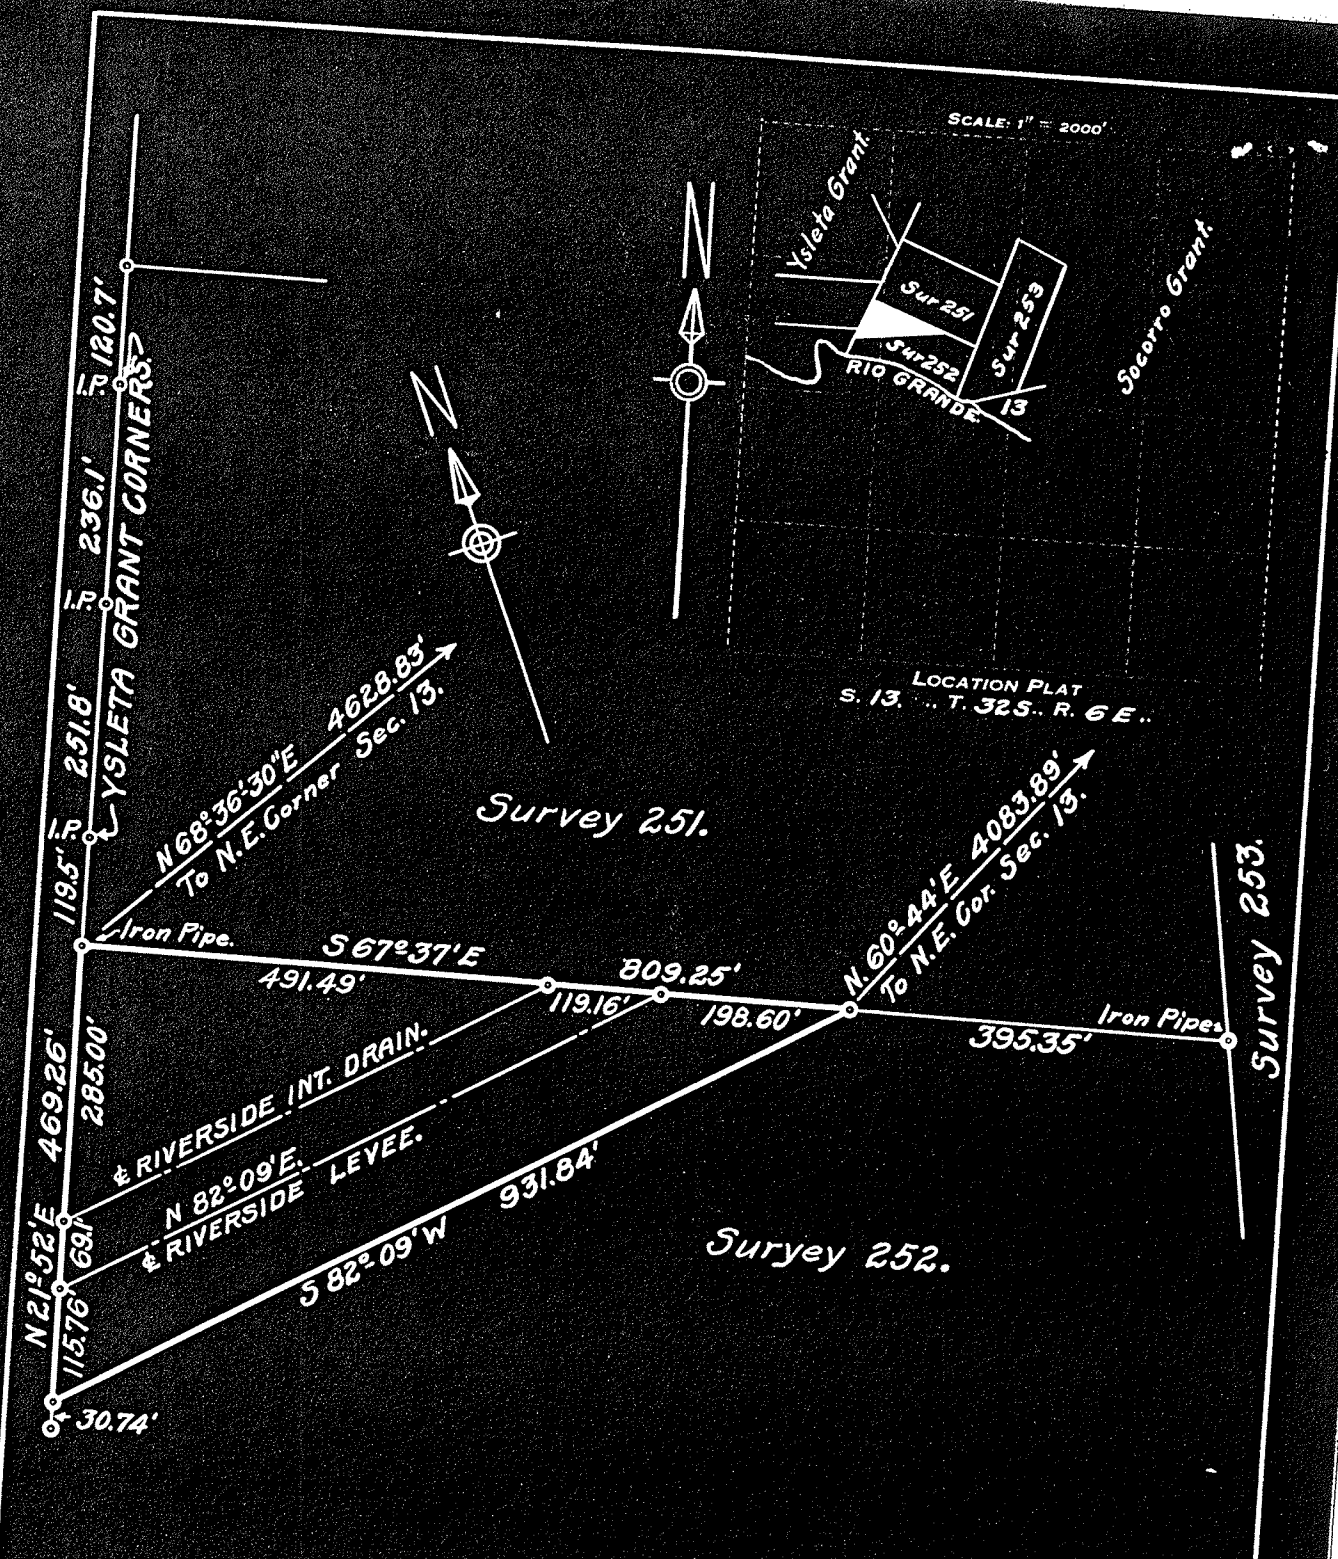 SCALE: 1" = 2000'
Ysleta Grant.
Socorro Grant.
Sur 251
Sur 252
Sur 253
RIO GRANDE
13
LOCATION PLAT
S. 13. .. T. 32S.. R. 6 E ..
N
N
120.7'
I.P.
236.1'
I.P.
251.8'
I.P.
YSLETA GRANT CORNERS.
119.5'
N 68°-36'-30"E 4628.83'
To N.E. Corner Sec. 13.
Survey 251.
N. 60°-44'E 4083.89'
To N.E. Cor. Sec. 13.
Survey 253.
Iron Pipe.
S 67°37'E
809.25'
491.49'
119.16'
198.60'
395.35'
Iron Pipe
N 21°52'E 469.26'
285.00'
69.1'
115.76'
℄ RIVERSIDE INT. DRAIN.
N 82°-09'E.
℄ RIVERSIDE LEVEE.
S 82°-09'W 931.84'
Suryey 252.
30.74'